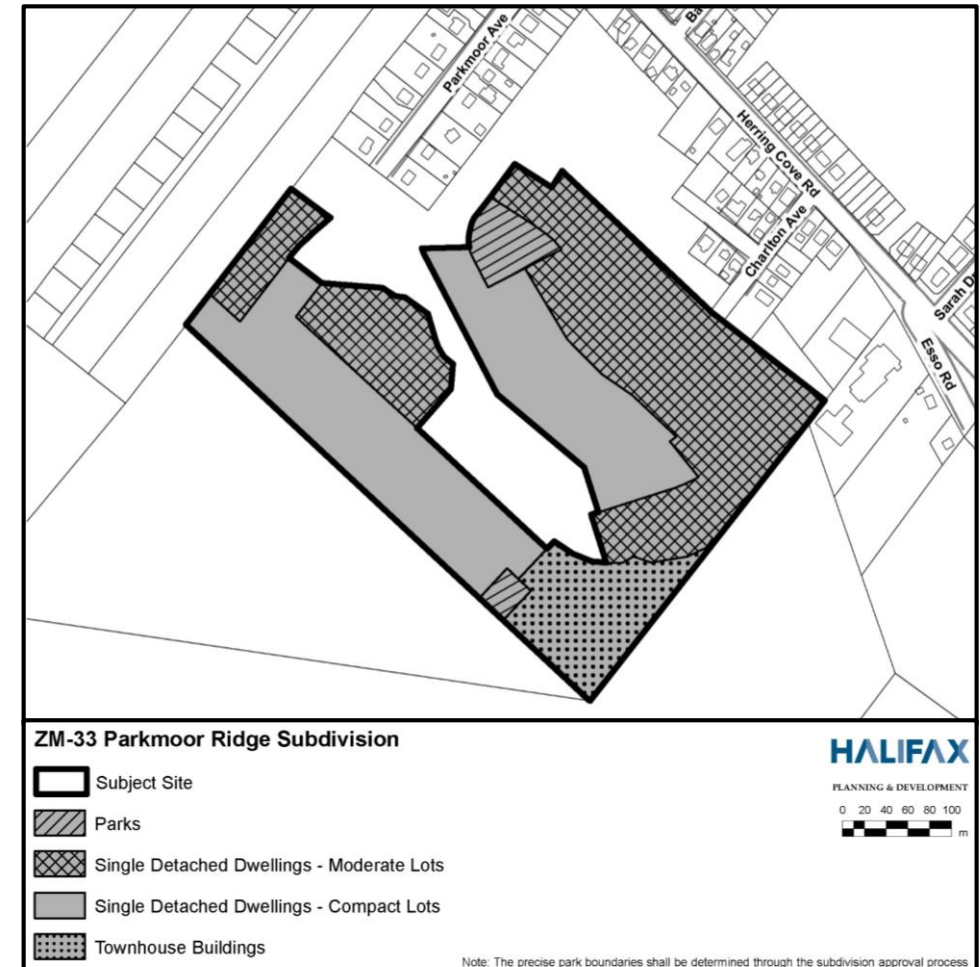 Parkmoor Ave
Ba
Herring Cove Rd
Charlton Ave
Sarah D
Esso Rd
ZM-33 Parkmoor Ridge Subdivision
Subject Site
Parks
Single Detached Dwellings - Moderate Lots
Single Detached Dwellings - Compact Lots
Townhouse Buildings
HALIFAX
PLANNING & DEVELOPMENT
0 20 40 60 80 100
m
Note: The precise park boundaries shall be determined through the subdivision approval process